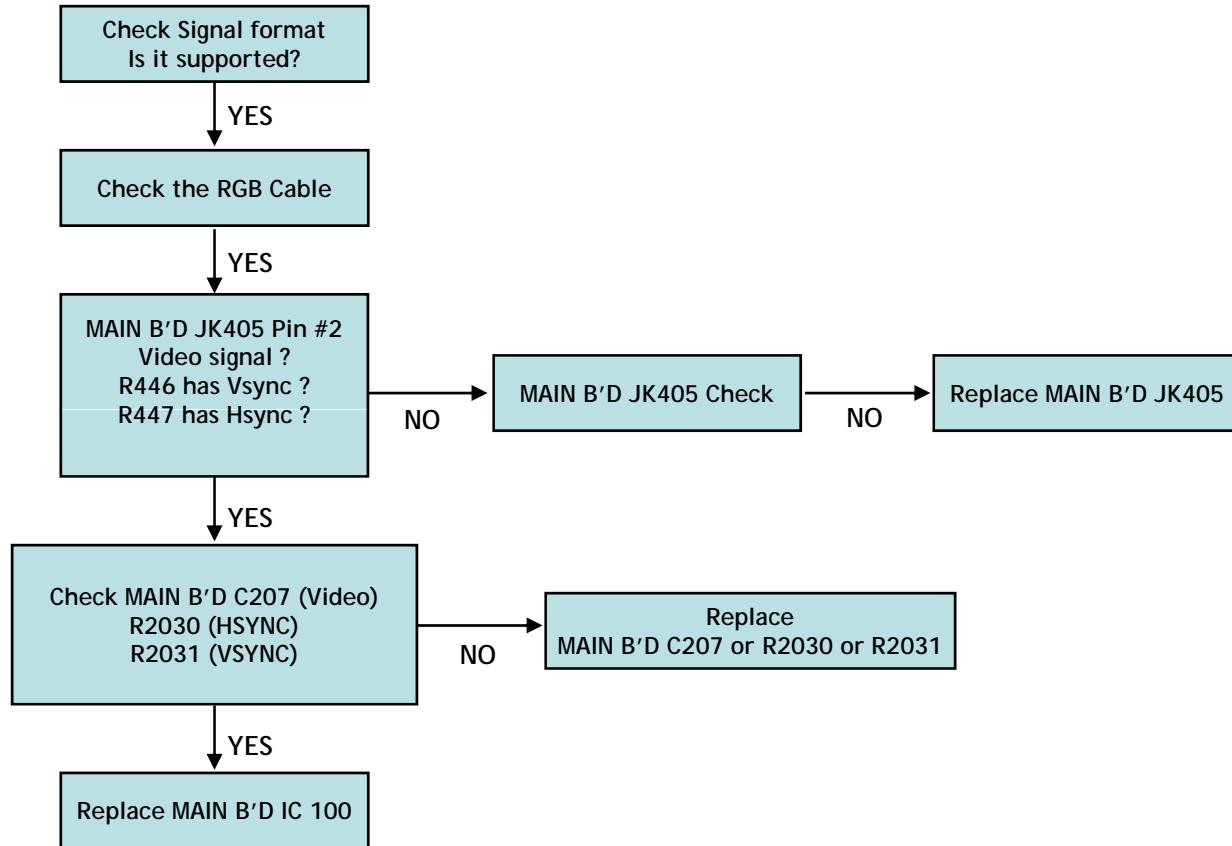 Check Signal format
Is it supported?
YES
Check the RGB Cable
YES
MAIN B’D JK405 Pin #2
Video signal ?
R446 has Vsync ?
R447 has Hsync ?
NO
MAIN B’D JK405 Check
NO
Replace MAIN B’D JK405
YES
Check MAIN B’D C207 (Video)
R2030 (HSYNC)
R2031 (VSYNC)
NO
Replace
MAIN B’D C207 or R2030 or R2031
YES
Replace MAIN B’D IC 100